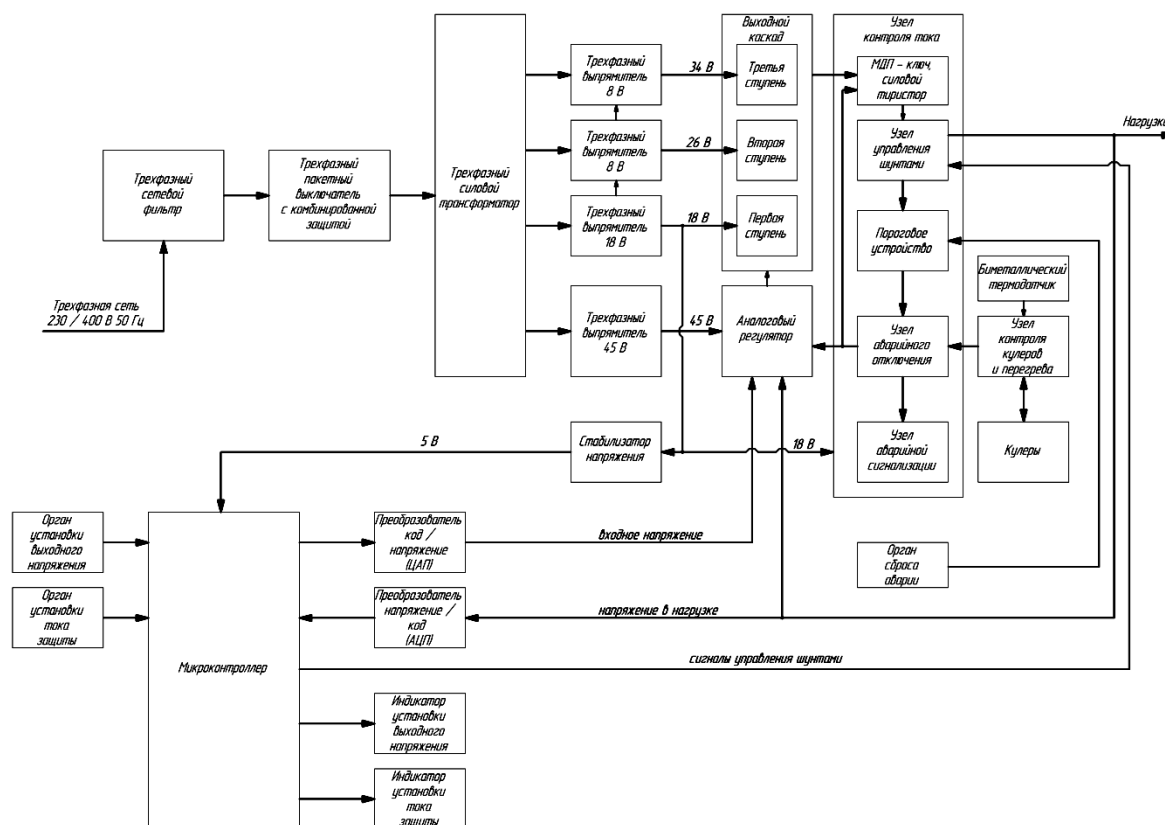 Трехфазная сеть
230 / 400 В 50 Гц
Трехфазный
сетевой
фильтр
Трехфазный
пакетный
выключатель
с комбинированной
защитой
Трехфазный
силовой
трансформатор
Трехфазный
выпрямитель
8 В
Трехфазный
выпрямитель
8 В
Трехфазный
выпрямитель
18 В
Трехфазный
выпрямитель
45 В
34 В
26 В
18 В
45 В
Выходной
каскад
Третья
ступень
Вторая
ступень
Первая
ступень
Аналоговый
регулятор
Узел
контроля тока
МДП - ключ,
силовой
тиристор
Узел
управления
шунтами
Пороговое
устройство
Узел
аварийного
отключения
Узел
аварийной
сигнализации
Нагрузка
Биметаллический
термодатчик
Узел
контроля
кулеров
и перегрева
Кулеры
5 В
Стабилизатор
напряжения
18 В
Орган
установки
выходного
напряжения
Орган
установки
тока
защиты
Микроконтроллер
Преобразователь
код /
напряжение
(ЦАП)
Преобразователь
напряжение /
код
(АЦП)
входное напряжение
напряжение в нагрузке
сигналы управления шунтами
Орган
сброса
аварии
Индикатор
установки
выходного
напряжения
Индикатор
установки
тока
защиты